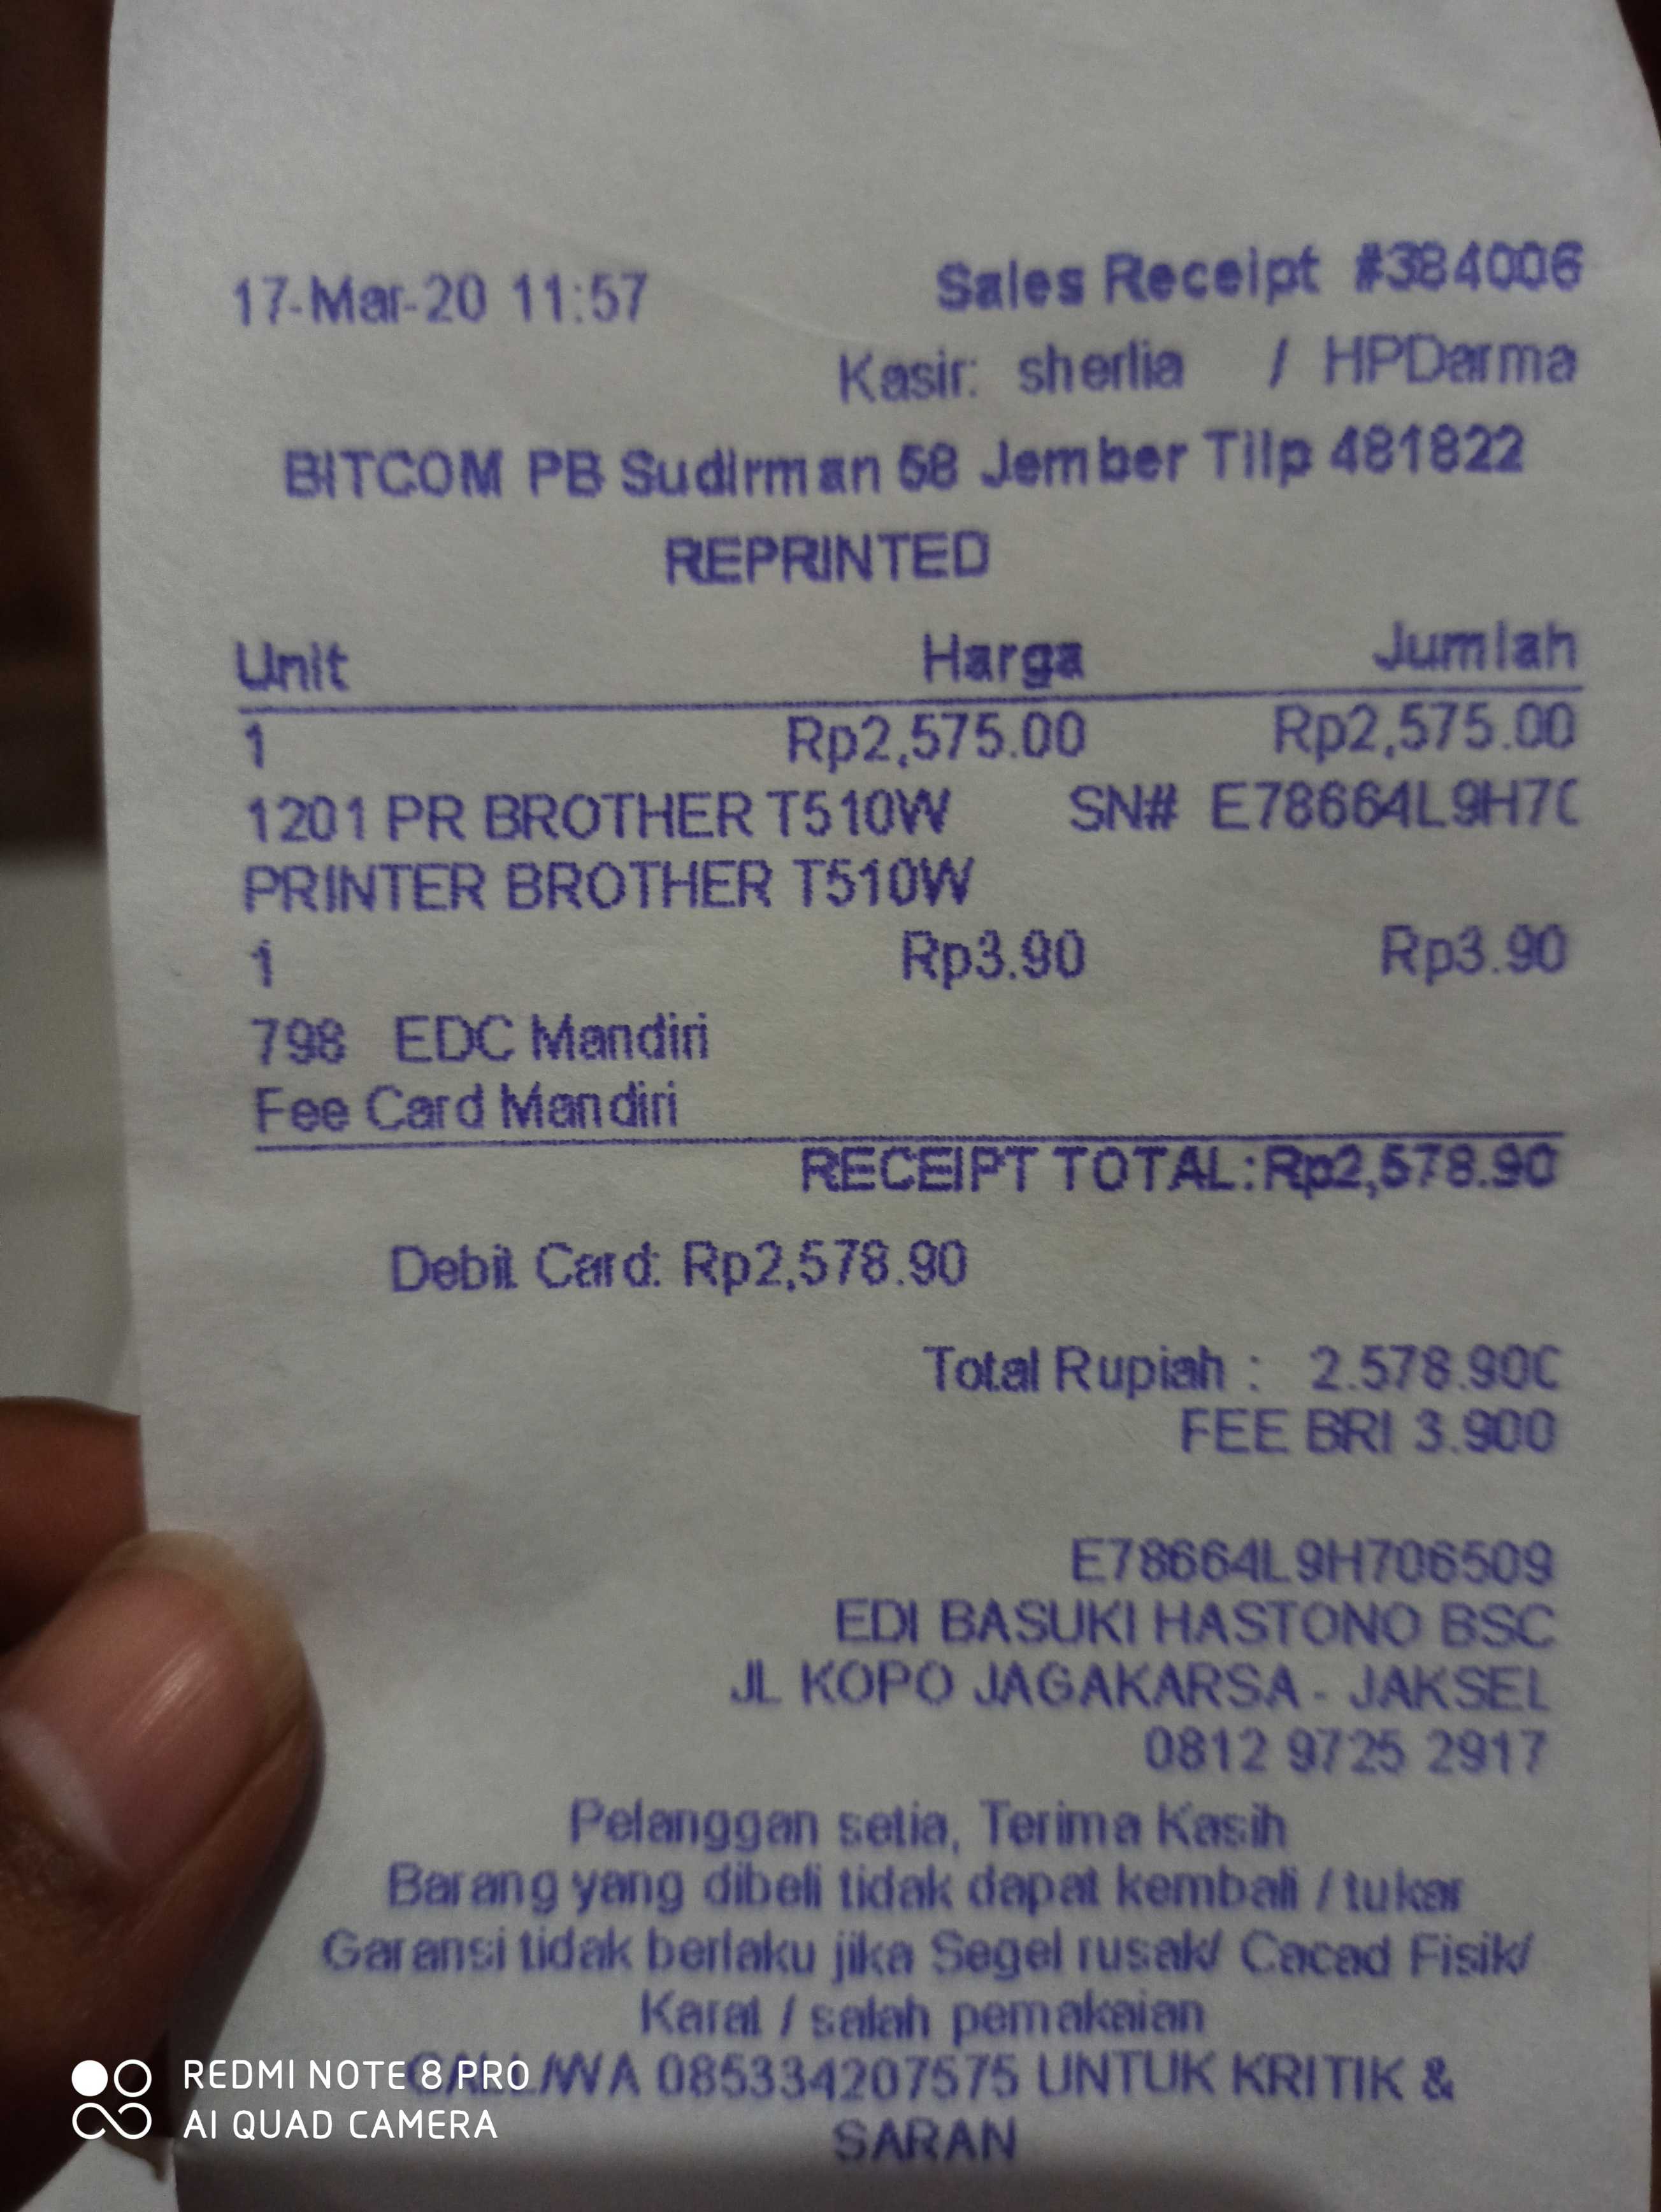 17-Mar-20 11:57 Sales Receipt #384006
Kasir: sherlia / HPDarma
BITCOM PB Sudirman 58 Jember Tilp 481822
REPRINTED
Unit Harga Jumlah
1 Rp2,575.00 Rp2,575.00
1201 PR BROTHER T510W SN# E78664L9H70
PRINTER BROTHER T510W
1 Rp3.90 Rp3.90
798 EDC Mandiri
Fee Card Mandiri
RECEIPT TOTAL:Rp2,578.90
Debit Card: Rp2,578.90
Total Rupiah : 2.578.900
FEE BRI 3.900
E78664L9H706509
EDI BASUKI HASTONO BSC
JL KOPO JAGAKARSA - JAKSEL
0812 9725 2917
Pelanggan setia, Terima Kasih
Barang yang dibeli tidak dapat kembali / tukar
Garansi tidak berlaku jika Segel rusak/ Cacad Fisik/
Karat / salah pemakaian
/WA 085334207575 UNTUK KRITIK &
SARAN
REDMI NOTE 8 PRO
AI QUAD CAMERA